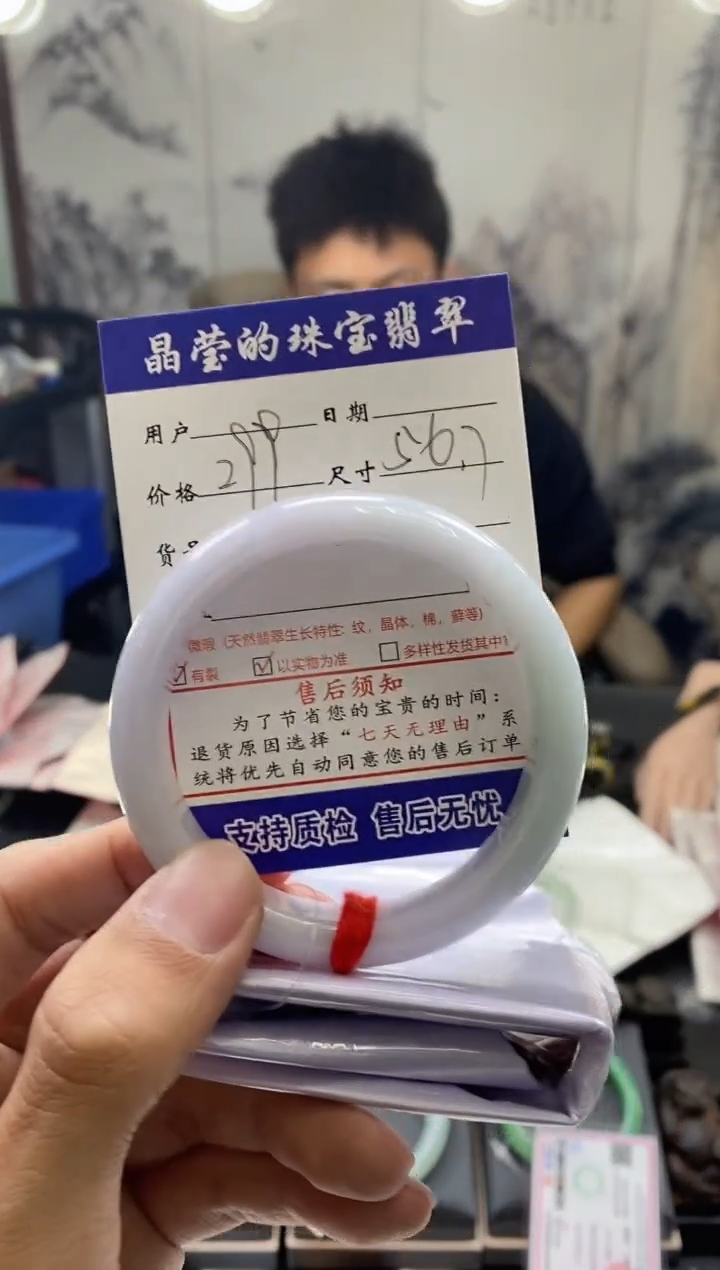 晶莹的珠宝翡翠
用户 日期
价格 299 尺寸 56.7
货号
微瑕（天然翡翠生长特性：纹，晶体，棉，藓等）
有裂 以实物为准 多样性发货其中1
售后须知
为了节省您的宝贵的时间：
退货原因选择“七天无理由”系
统将优先自动同意您的售后订单
支持质检 售后无忧